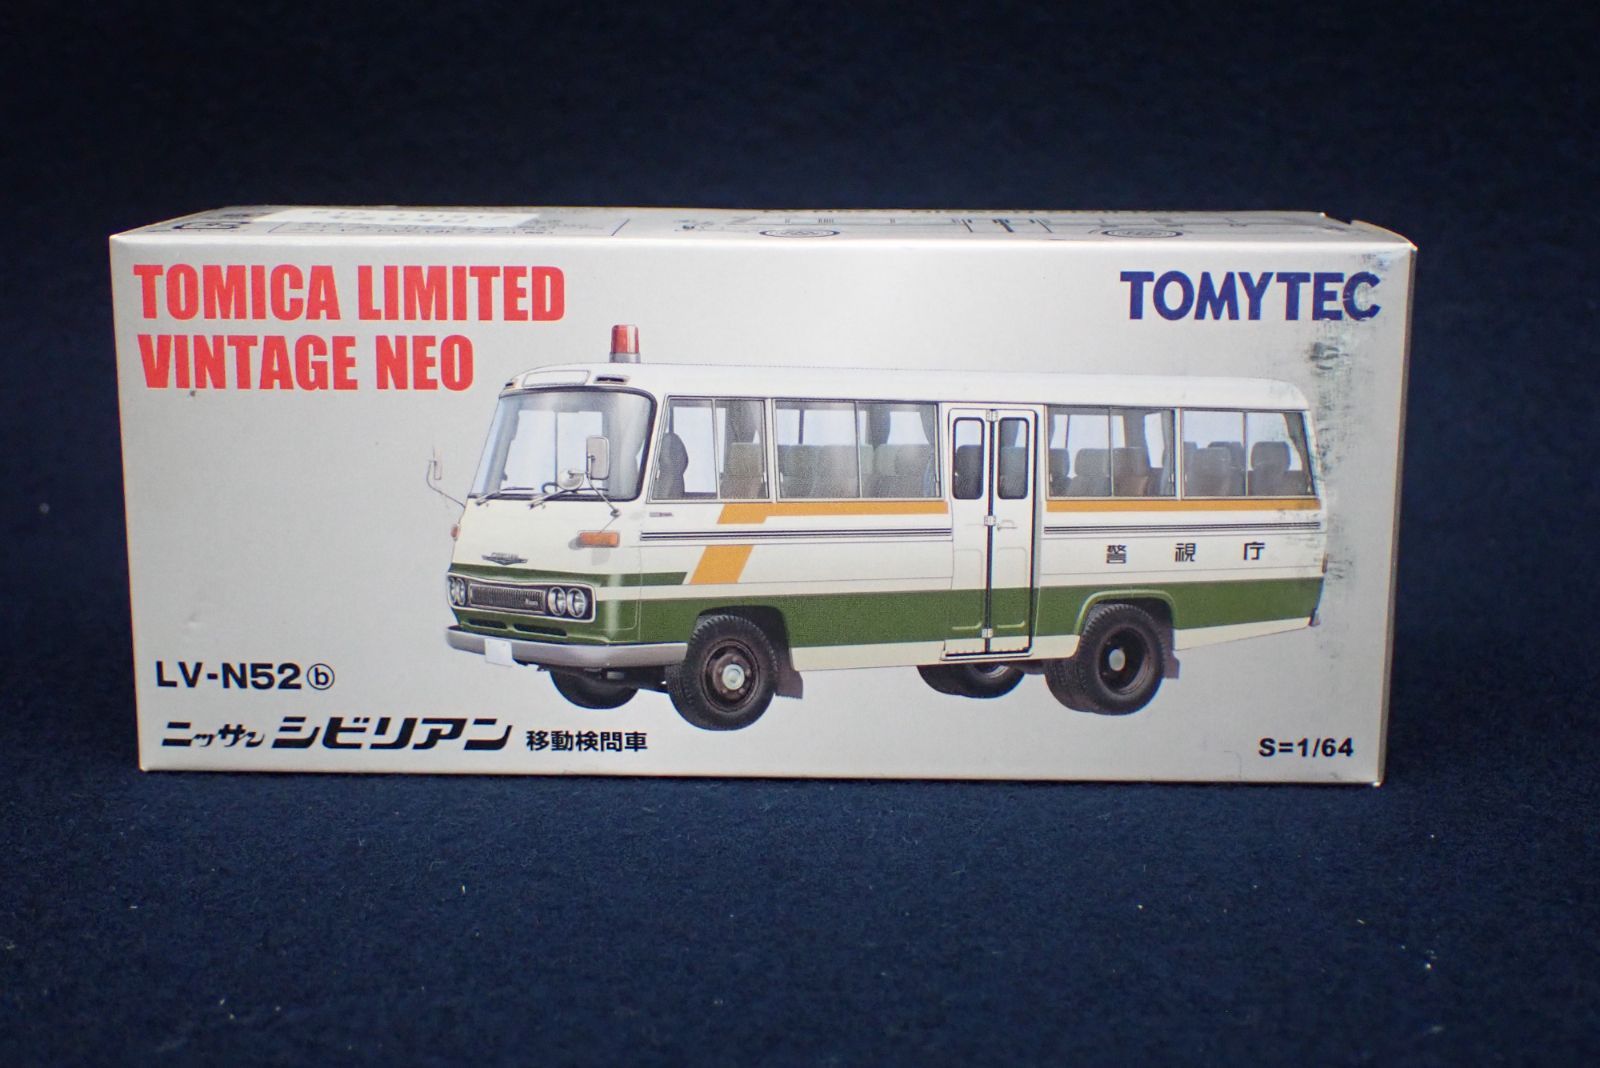 TOMICA LIMITED
VINTAGE NEO
TOMYTEC
警視庁
LV-N52ⓑ
ニッサン シビリアン 移動検問車
S=1/64